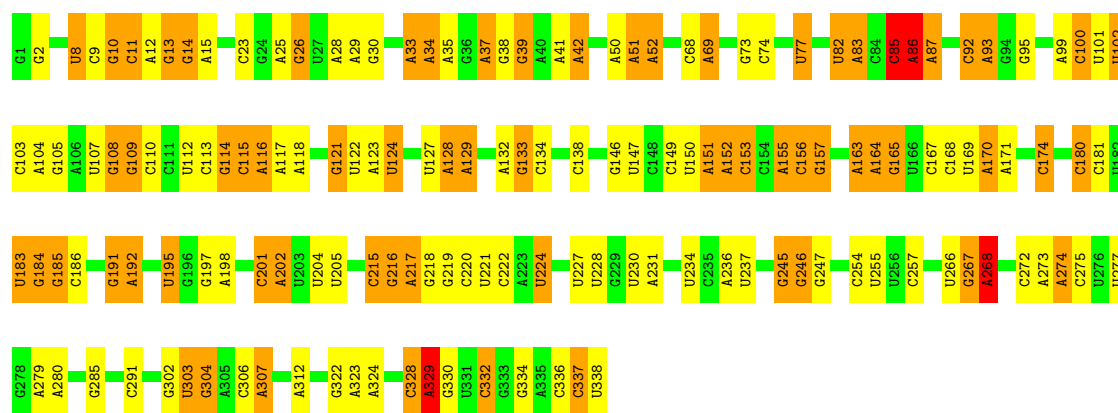 G1 G2 U8 C9 G10 C11 A12 G13 G14 A15 C23 G24 A25 G26 U27 A28 A29 G30 A33 A34 A35 G36 A37 G38 G39 A40 A41 A42 A50 A51 A52 C68 A69 G73 C74 U77 U82 A83 C84 C85 A86 A87 C92 A93 G94 G95 A99 C100 U101 U102
C103 A104 G105 A106 U107 G108 G109 C110 C111 U112 C113 G114 C115 A116 A117 A118 G121 U122 A123 U124 U127 A128 A129 A132 G133 C134 C138 G146 U147 C148 C149 U150 A151 A152 C153 C154 A155 C156 G157 A163 A164 G165 U166 C167 C168 U169 A170 A171 C174 C180 C181 U182
U183 G184 G185 C186 G191 A192 U195 G196 G197 A198 C201 A202 U203 U204 U205 C215 G216 A217 G218 G219 C220 U221 C222 A223 U224 U227 U228 G229 U230 A231 U234 C235 A236 U237 G245 G246 G247 C254 U255 U256 C257 U266 G267 A268 C272 A273 A274 C275 U276 U277
G278 A279 A280 G285 C291 G302 U303 G304 A305 C306 A307 A312 G322 A323 A324 C328 A329 G330 U331 C332 G333 G334 A335 C336 C337 U338